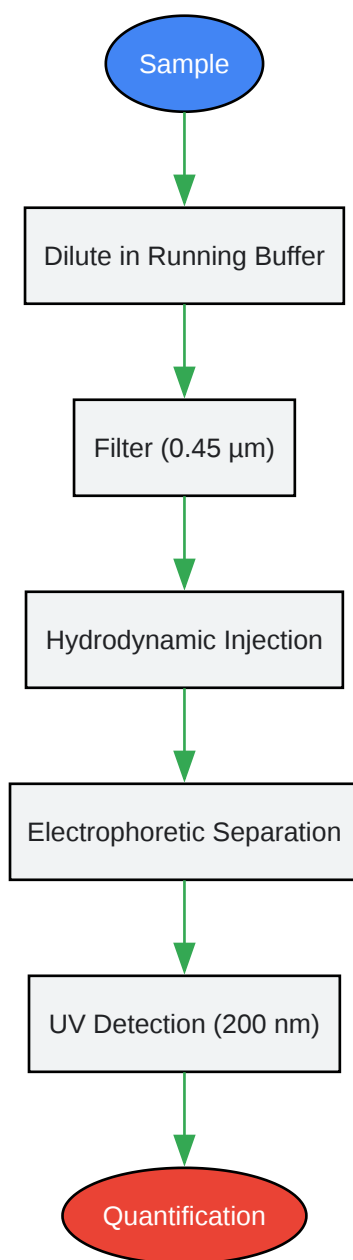 Sample
Dilute in Running Buffer
Filter (0.45 µm)
Hydrodynamic Injection
Electrophoretic Separation
UV Detection (200 nm)
Quantification